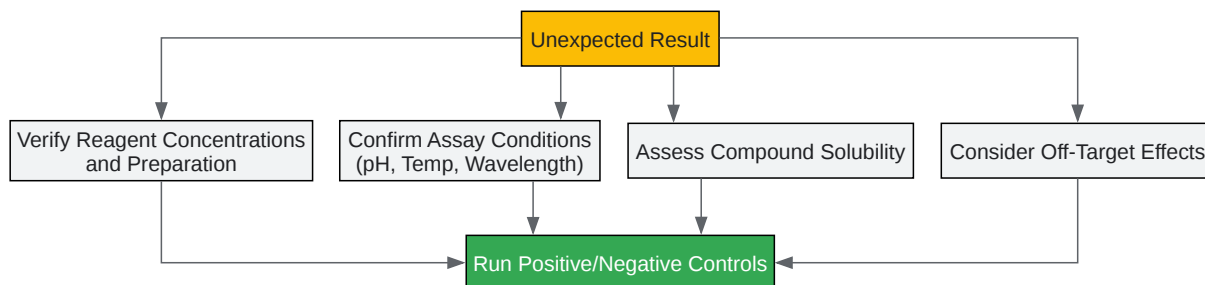 Unexpected Result
Verify Reagent Concentrations
and Preparation
Confirm Assay Conditions
(pH, Temp, Wavelength)
Assess Compound Solubility
Consider Off-Target Effects
Run Positive/Negative Controls